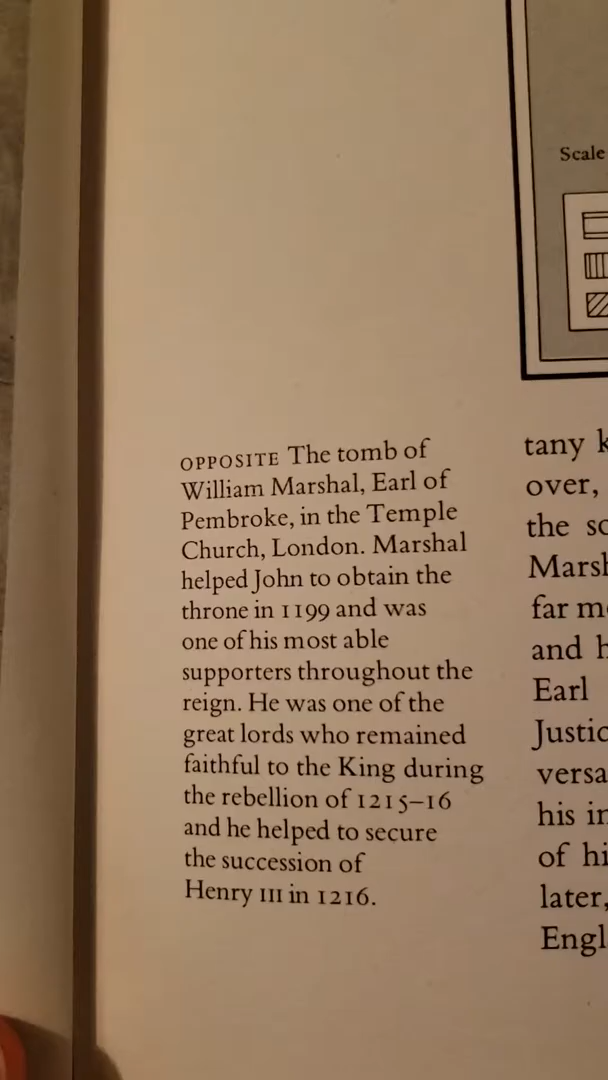 Scale
OPPOSITE The tomb of
William Marshal, Earl of
Pembroke, in the Temple
Church, London. Marshal
helped John to obtain the
throne in 1199 and was
one of his most able
supporters throughout the
reign. He was one of the
great lords who remained
faithful to the King during
the rebellion of 1215–16
and he helped to secure
the succession of
Henry III in 1216.
tany
over,
the
far
and
Earl
his
of
later,